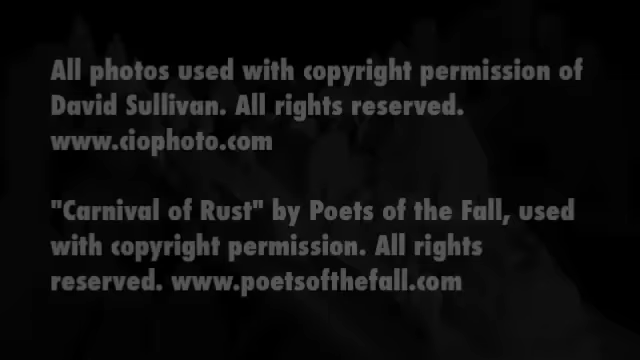 All photos used with copyright permission of
David Sullivan. All rights reserved.
www.ciophoto.com
"Carnival of Rust" by Poets of the Fall, used
with copyright permission. All rights
reserved. www.poetsofthefall.com